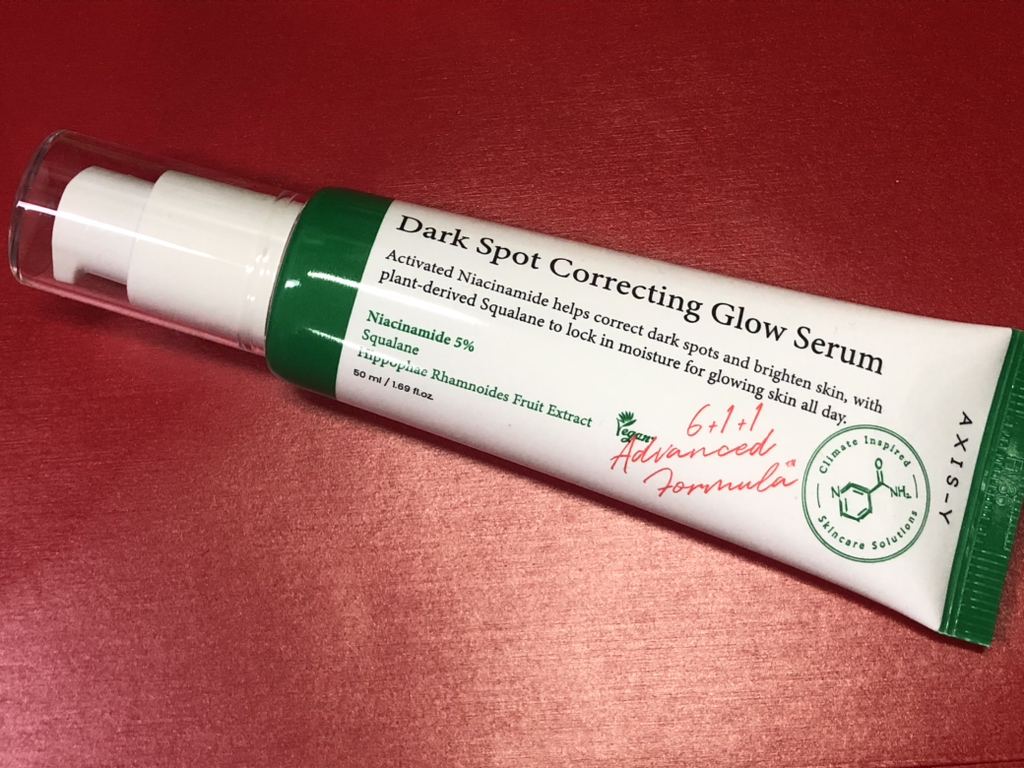 Dark Spot Correcting Glow Serum
Activated Niacinamide helps correct dark spots and brighten skin, with
plant-derived Squalane to lock in moisture for glowing skin all day.
Niacinamide 5%
Squalane
Hippophae Rhamnoides Fruit Extract
50 ml / 1.69 fl.oz.
Vegan
6+1+1
Advanced
Formula™
Climate Inspired
N
O
NH₂
Skincare Solutions
AXIS-Y